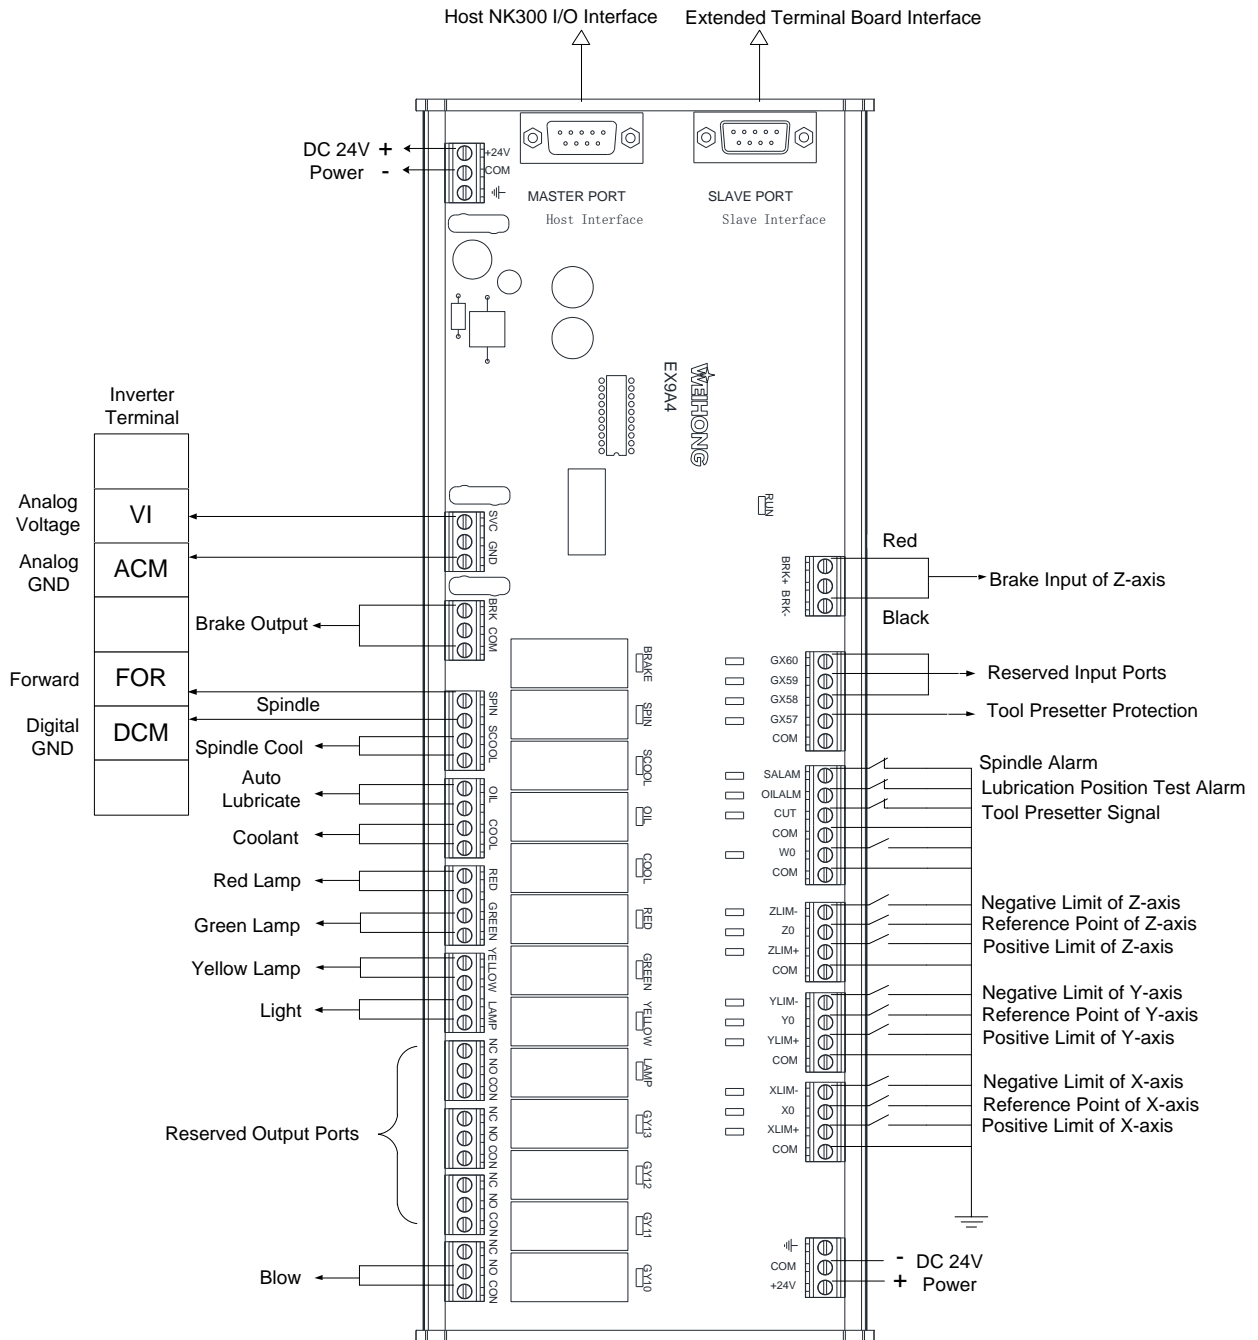 Host NK300 I/O Interface
Extended Terminal Board Interface
DC 24V +
Power -
+24V
COM
MASTER PORT
Host Interface
SLAVE PORT
Slave Interface
WEIHONG
EX9A4
RUN
Inverter
Terminal
Analog
Voltage
VI
Analog
GND
ACM
Forward
FOR
Digital
GND
DCM
SVC
GND
BRK
COM
Brake Output
SPIN
SCOOL
Spindle
Spindle Cool
OIL
COOL
Auto
Lubricate
Coolant
RED
GREEN
Red Lamp
Green Lamp
YELLOW
LAMP
Yellow Lamp
Light
NC
NO
CON
NC
NO
CON
NC
NO
CON
Reserved Output Ports
NC
NO
CON
Blow
BRAKE
SPIN
SCOOL
OIL
COOL
RED
GREEN
YELLOW
LAMP
GY13
GY12
GY11
GY10
BRK+
BRK-
Red
Black
Brake Input of Z-axis
GX60
GX59
GX58
GX57
COM
Reserved Input Ports
Tool Presetter Protection
SALAM
OILALM
CUT
COM
W0
COM
Spindle Alarm
Lubrication Position Test Alarm
Tool Presetter Signal
ZLIM-
Z0
ZLIM+
COM
Negative Limit of Z-axis
Reference Point of Z-axis
Positive Limit of Z-axis
YLIM-
Y0
YLIM+
COM
Negative Limit of Y-axis
Reference Point of Y-axis
Positive Limit of Y-axis
XLIM-
X0
XLIM+
COM
Negative Limit of X-axis
Reference Point of X-axis
Positive Limit of X-axis
COM
+24V
- DC 24V
+ Power